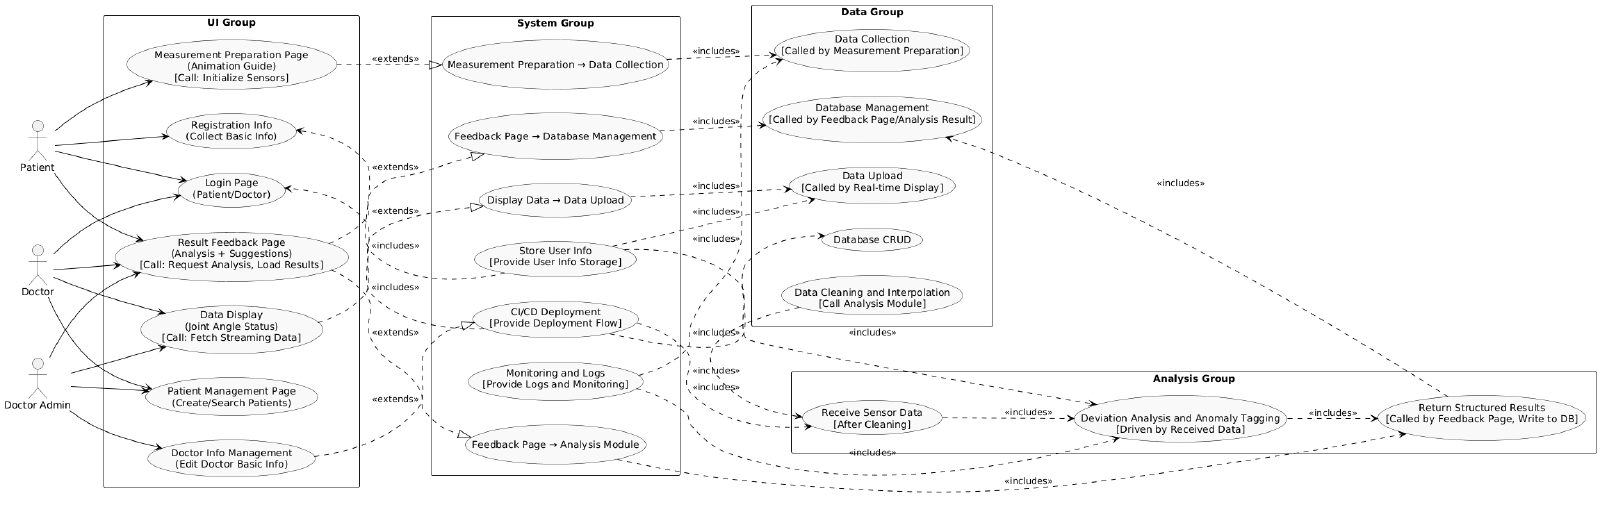 Patient
Doctor
Doctor Admin
UI Group
Measurement Preparation Page
(Animation Guide)
[Call: Initialize Sensors]
Registration Info
(Collect Basic Info)
Login Page
(Patient/Doctor)
Result Feedback Page
(Analysis + Suggestions)
[Call: Request Analysis, Load Results]
Data Display
(Joint Angle Status)
[Call: Fetch Streaming Data]
Patient Management Page
(Create/Search Patients)
Doctor Info Management
(Edit Doctor Basic Info)
«extends»
«extends»
«extends»
«includes»
«includes»
«extends»
«extends»
System Group
Measurement Preparation → Data Collection
Feedback Page → Database Management
Display Data → Data Upload
Store User Info
[Provide User Info Storage]
CI/CD Deployment
[Provide Deployment Flow]
Monitoring and Logs
[Provide Logs and Monitoring]
Feedback Page → Analysis Module
«includes»
«includes»
«includes»
«includes»
«includes»
«includes»
«includes»
«includes»
Data Group
Data Collection
[Called by Measurement Preparation]
Database Management
[Called by Feedback Page/Analysis Result]
Data Upload
[Called by Real-time Display]
Database CRUD
Data Cleaning and Interpolation
[Call Analysis Module]
«includes»
«includes»
Analysis Group
Receive Sensor Data
[After Cleaning]
«includes»
Deviation Analysis and Anomaly Tagging
[Driven by Received Data]
«includes»
Return Structured Results
[Called by Feedback Page, Write to DB]
«includes»
«includes»